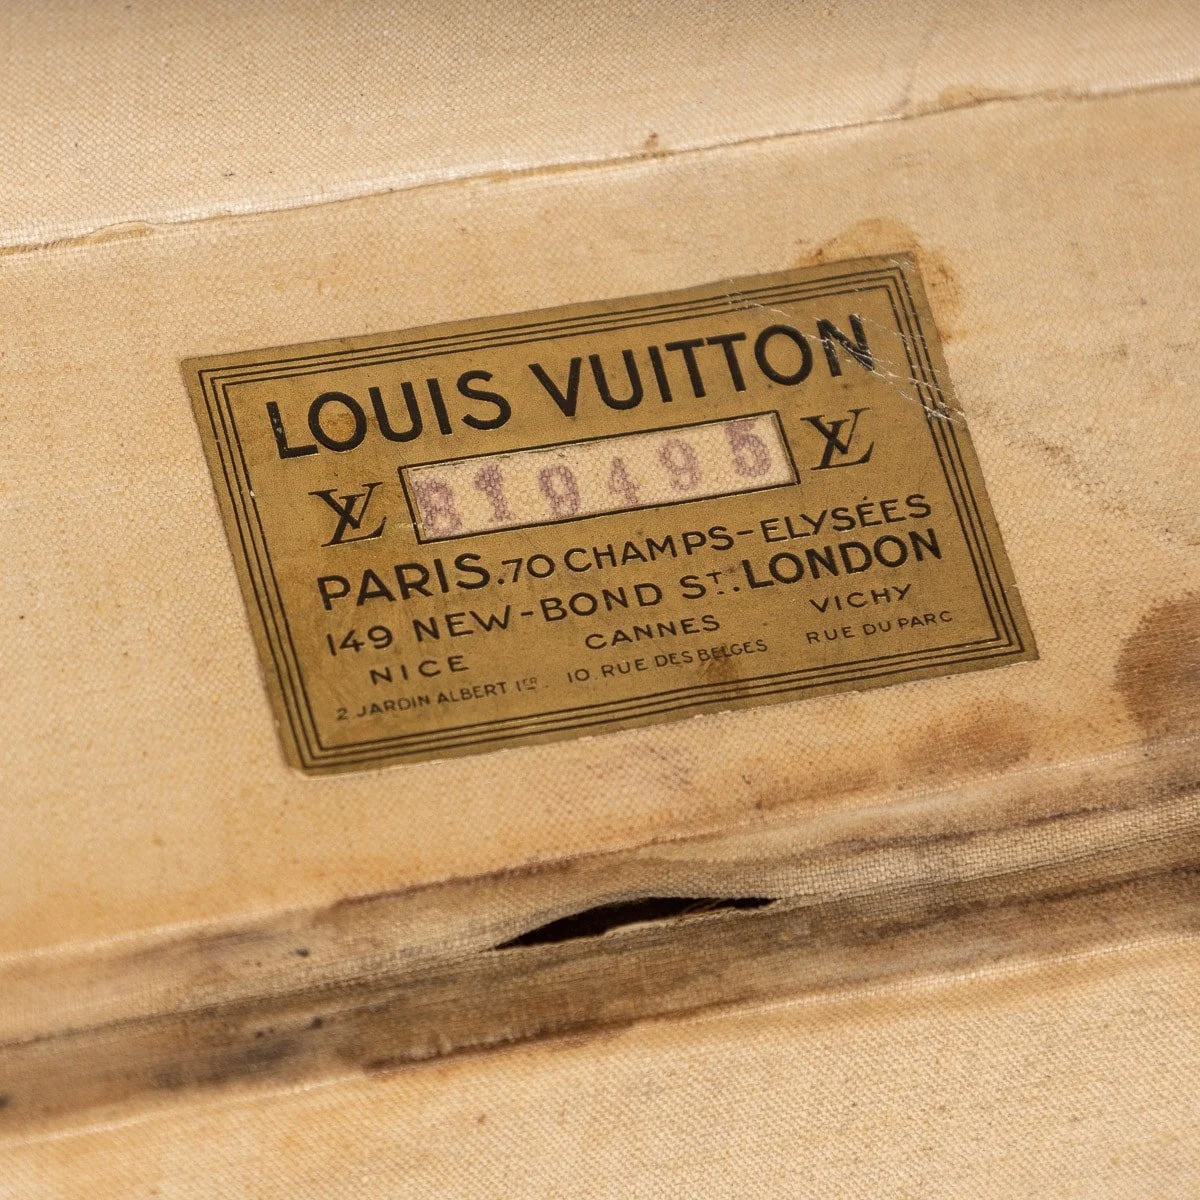 LOUIS VUITTON
LV 819495 LV
PARIS. 70 CHAMPS-ELYSÉES
149 NEW-BOND ST. LONDON
NICE CANNES VICHY
2 JARDIN ALBERT 1ER. 10 RUE DES BELGES RUE DU PARC